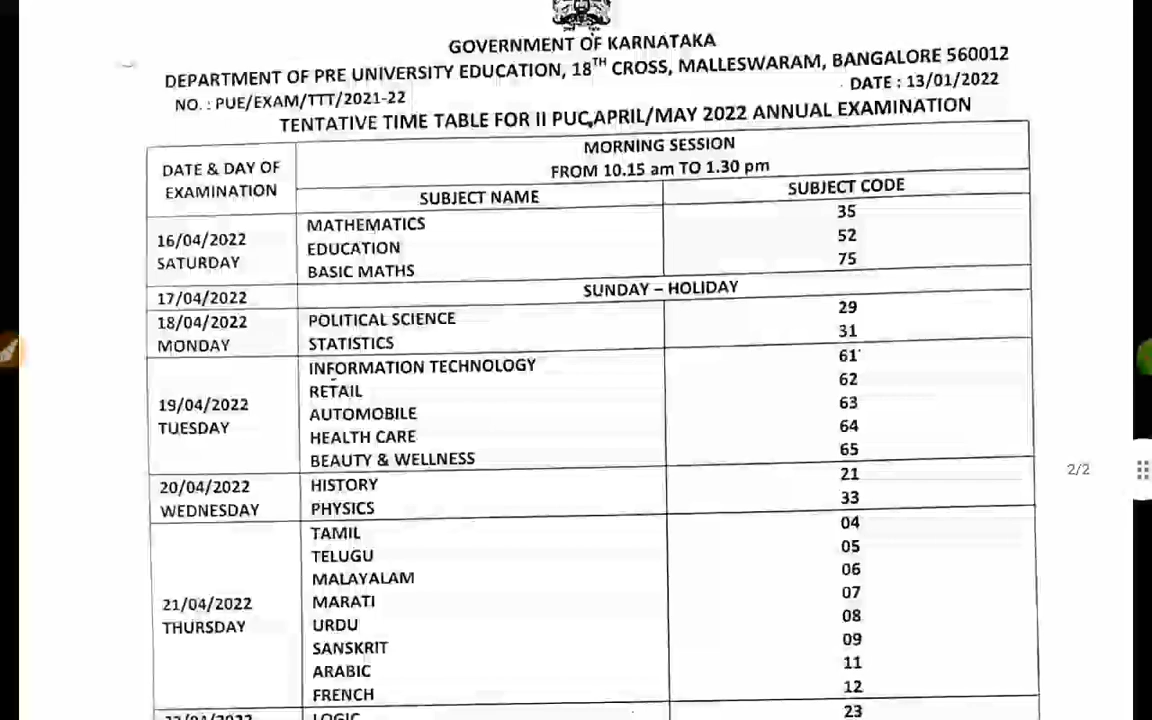 GOVERNMENT OF KARNATAKA
DEPARTMENT OF PRE UNIVERSITY EDUCATION, 18TH CROSS, MALLESWARAM, BANGALORE 560012
NO. : PUE/EXAM/TTT/2021-22 DATE : 13/01/2022
TENTATIVE TIME TABLE FOR II PUC,APRIL/MAY 2022 ANNUAL EXAMINATION
DATE & DAY OF EXAMINATION
MORNING SESSION
FROM 10.15 am TO 1.30 pm
SUBJECT NAME SUBJECT CODE
16/04/2022 SATURDAY
MATHEMATICS 35
EDUCATION 52
BASIC MATHS 75
17/04/2022 SUNDAY – HOLIDAY
18/04/2022 MONDAY
POLITICAL SCIENCE 29
STATISTICS 31
19/04/2022 TUESDAY
INFORMATION TECHNOLOGY 61
RETAIL 62
AUTOMOBILE 63
HEALTH CARE 64
BEAUTY & WELLNESS 65
20/04/2022 WEDNESDAY
HISTORY 21
PHYSICS 33
21/04/2022 THURSDAY
TAMIL 04
TELUGU 05
MALAYALAM 06
MARATI 07
URDU 08
SANSKRIT 09
ARABIC 11
FRENCH 12
LOGIC 23
2/2